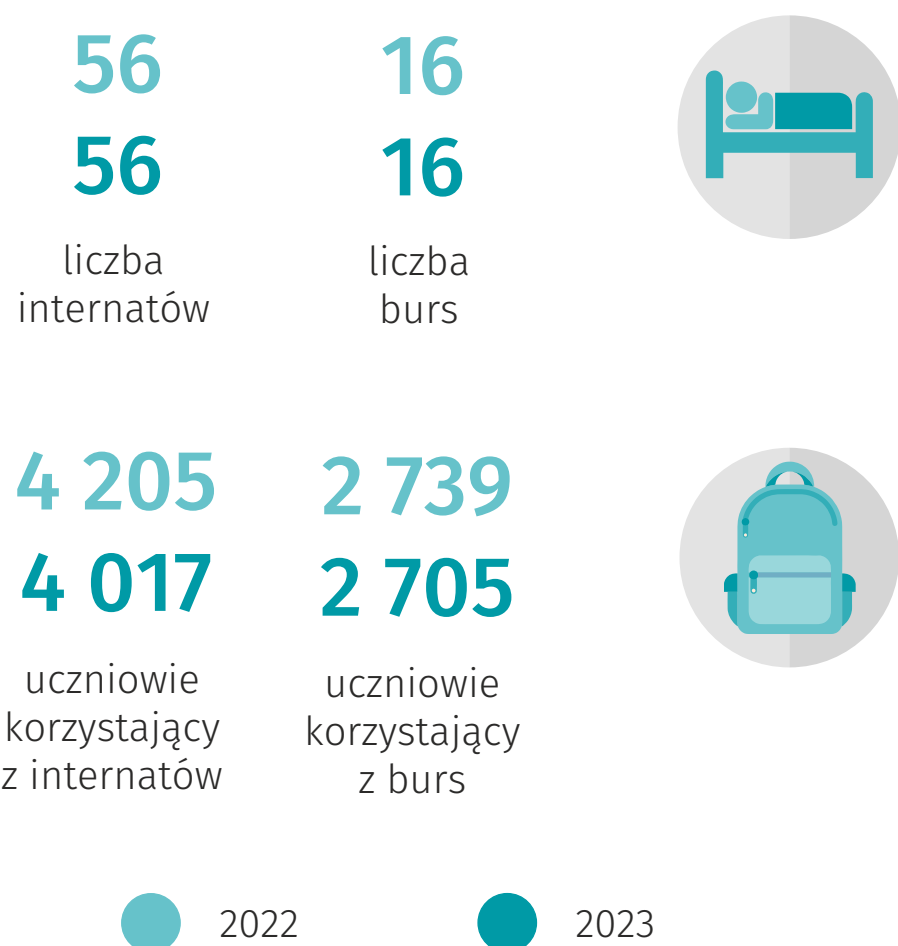 56
16
56
16
liczba
internatów
liczba
burs
4 205
2 739
4 017
2 705
uczniowie
korzystający
z internatów
uczniowie
korzystający
z burs
2022
2023